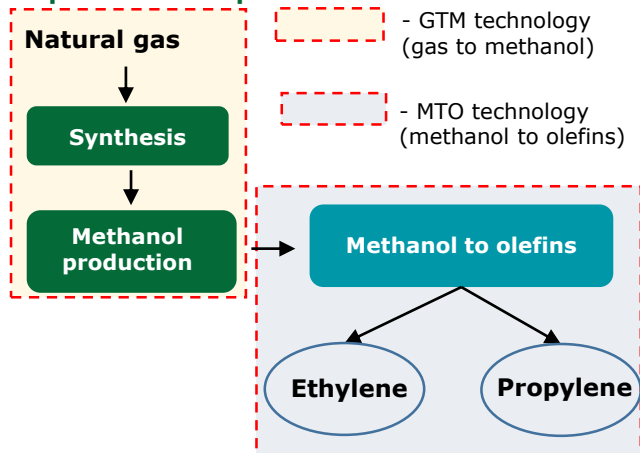 Natural gas
Synthesis
Methanol
production
- GTM technology
(gas to methanol)
- MTO technology
(methanol to olefins)
Methanol to olefins
Ethylene
Propylene